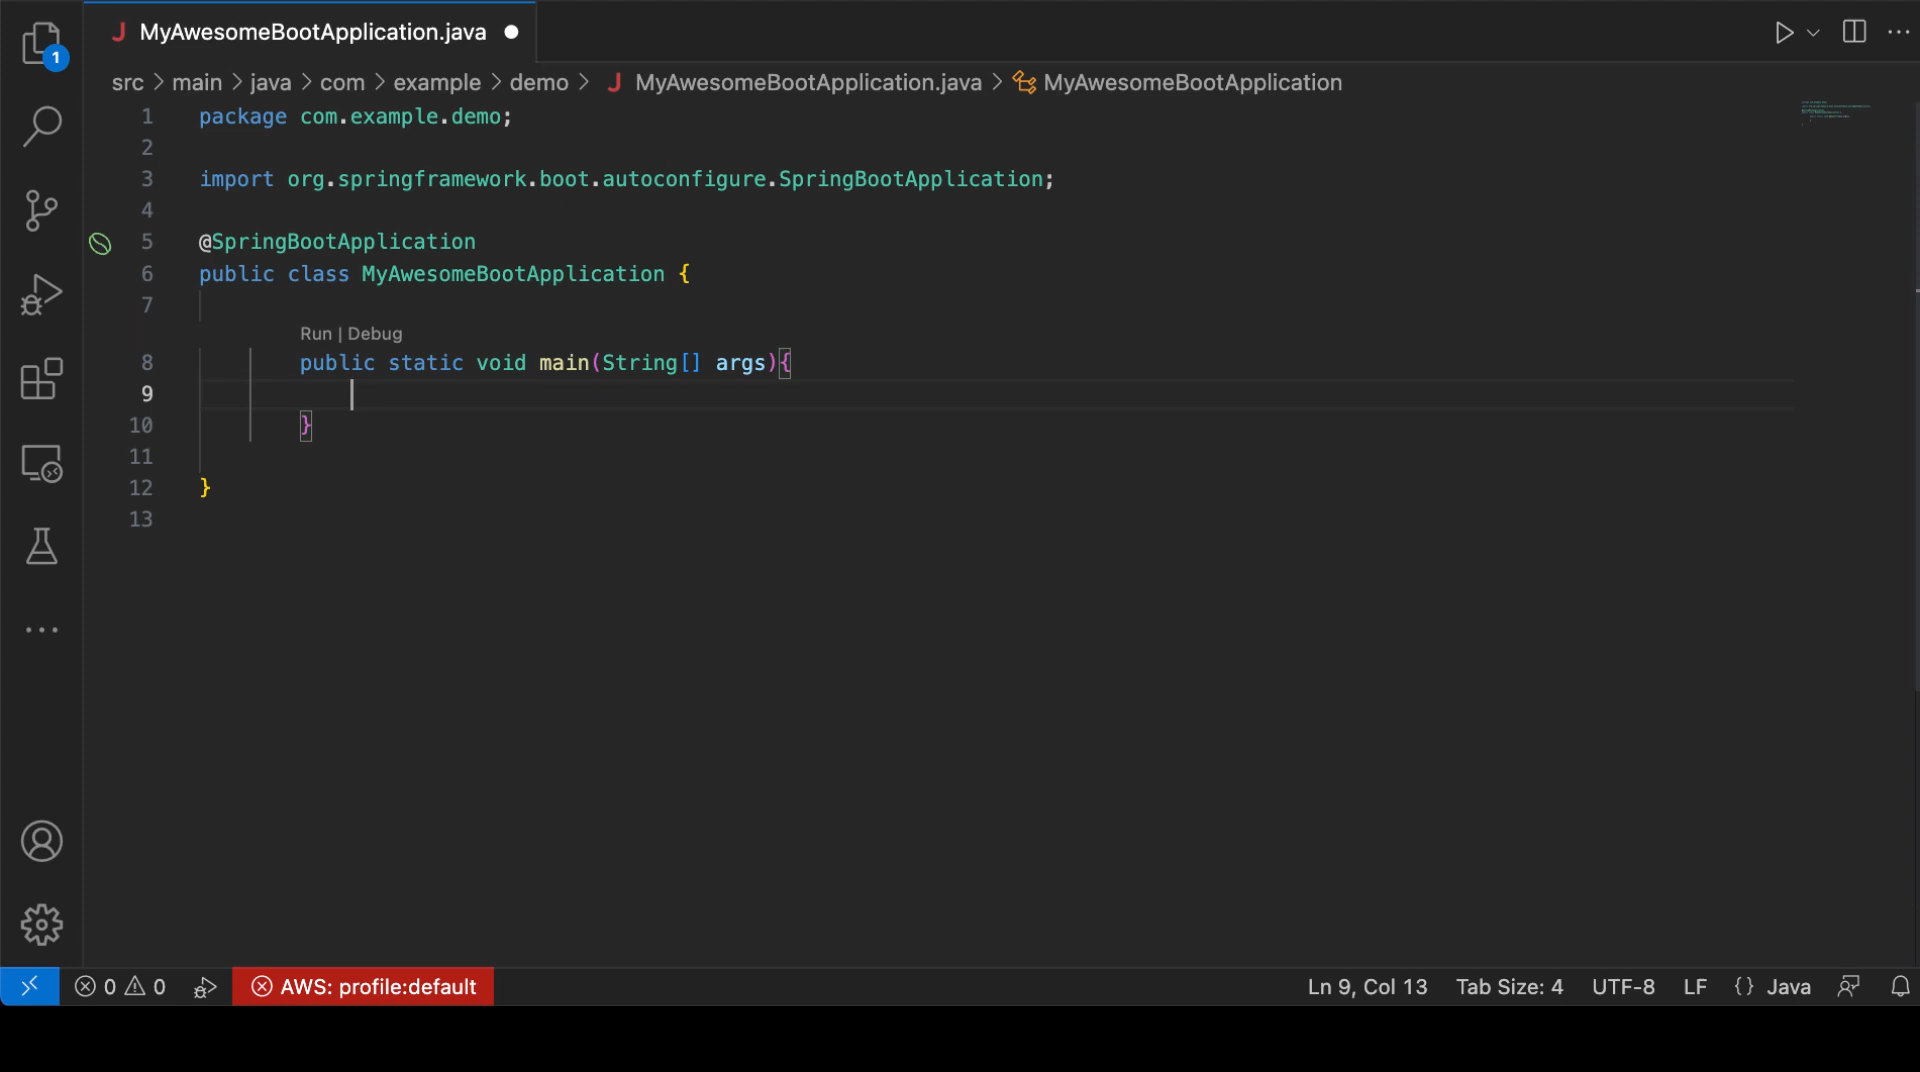 MyAwesomeBootApplication.java
1
src > main > java > com > example > demo > MyAwesomeBootApplication.java > MyAwesomeBootApplication
1 package com.example.demo;
2
3 import org.springframework.boot.autoconfigure.SpringBootApplication;
4
5 @SpringBootApplication
6 public class MyAwesomeBootApplication {
7
Run | Debug
8 public static void main(String[] args){
9
10 }
11
12 }
13
0 0 AWS: profile:default Ln 9, Col 13 Tab Size: 4 UTF-8 LF {} Java